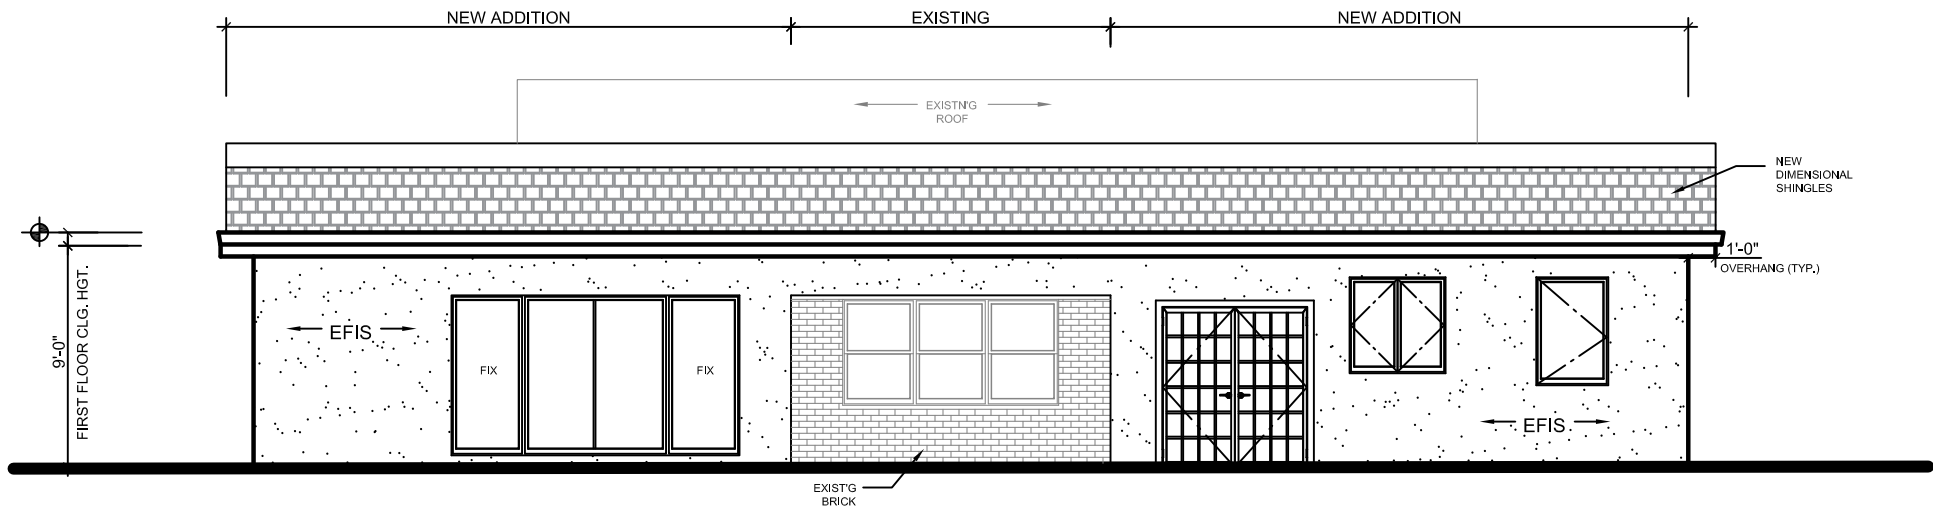 NEW ADDITION
EXISTING
NEW ADDITION
EXISTN'G
ROOF
NEW
DIMENSIONAL
SHINGLES
1'-0"
OVERHANG (TYP.)
9'-0"
FIRST FLOOR CLG. HGT.
EFIS
FIX
FIX
EFIS
EXIST'G
BRICK